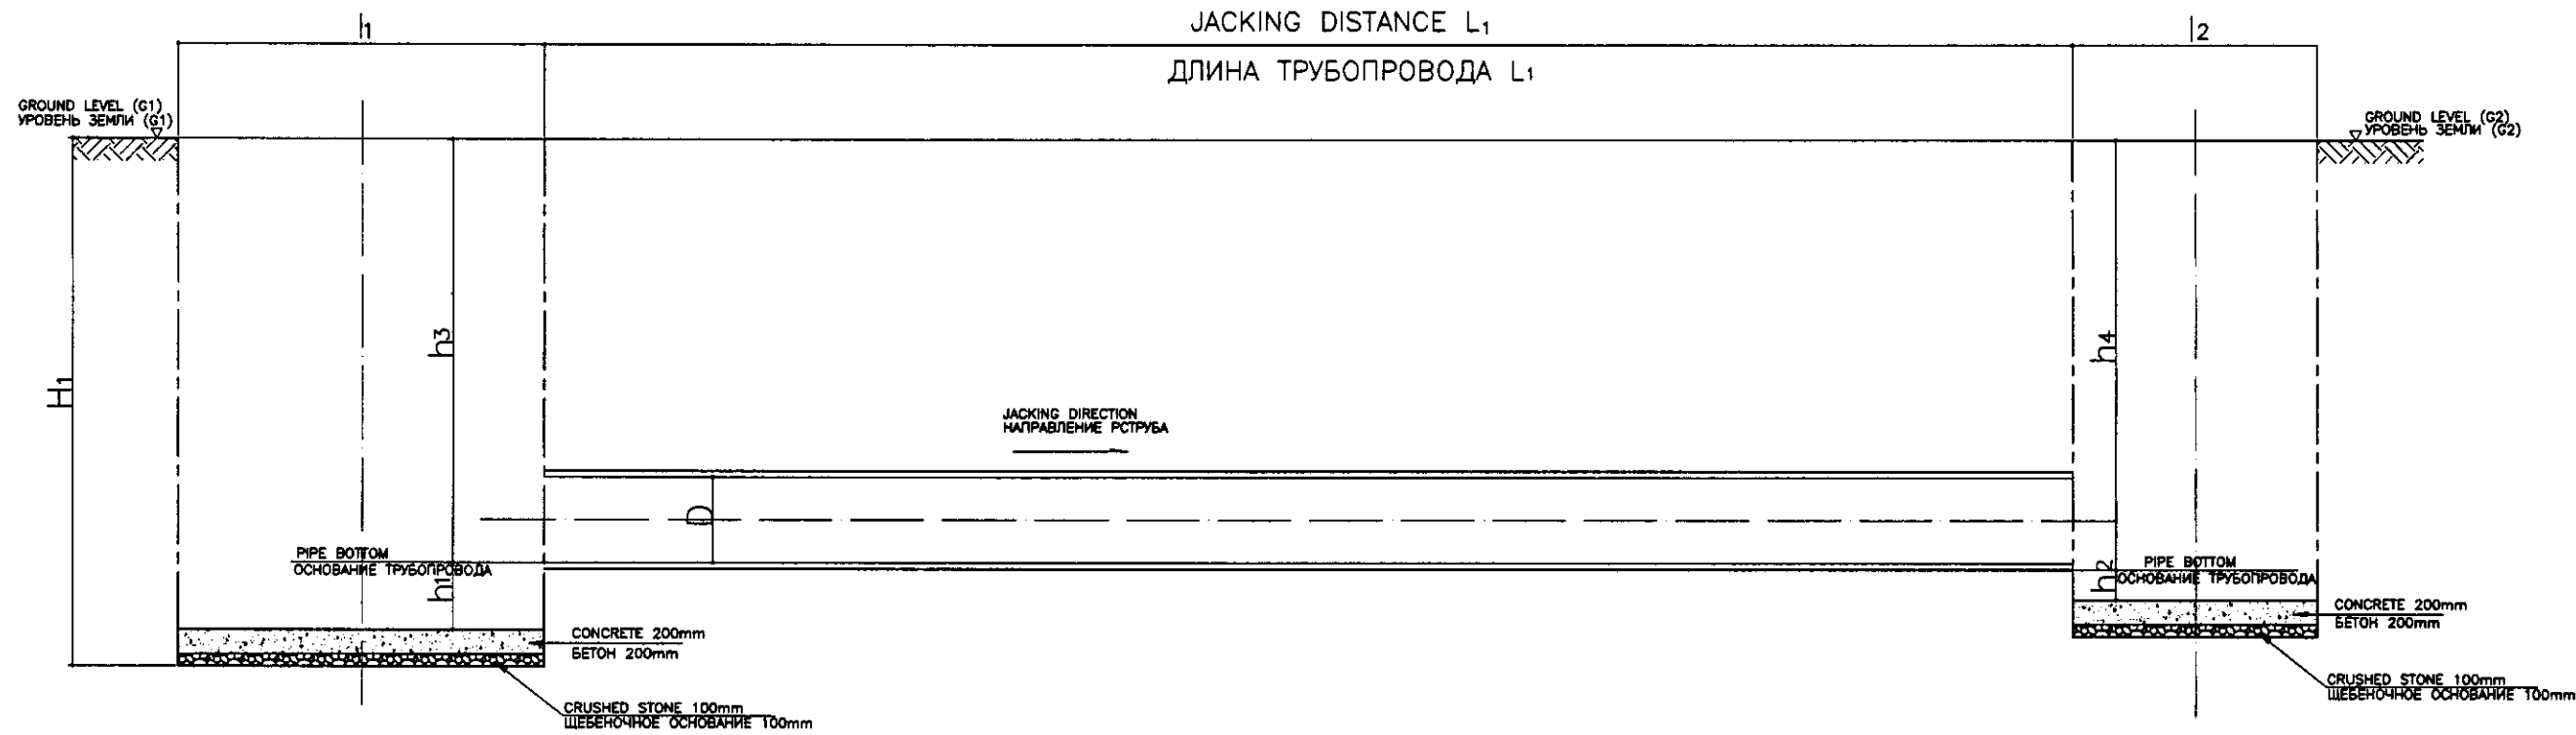 1
JACKING DISTANCE L1
2
ДЛИНА ТРУБОПРОВОДА L1
GROUND LEVEL (G1)
УРОВЕНЬ ЗЕМЛИ (G1)
GROUND LEVEL (G2)
УРОВЕНЬ ЗЕМЛИ (G2)
h3
h4
H1
JACKING DIRECTION
НАПРАВЛЕНИЕ РСТРУБА
D
PIPE BOTTOM
ОСНОВАНИЕ ТРУБОПРОВОДА
h1
h2
PIPE BOTTOM
ОСНОВАНИЕ ТРУБОПРОВОДА
CONCRETE 200mm
БЕТОН 200mm
CONCRETE 200mm
БЕТОН 200mm
CRUSHED STONE 100mm
ЩЕБЕНОЧНОЕ ОСНОВАНИЕ 100mm
CRUSHED STONE 100mm
ЩЕБЕНОЧНОЕ ОСНОВАНИЕ 100mm